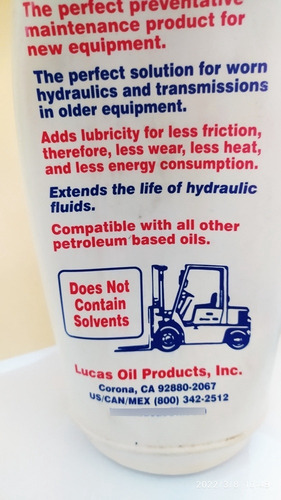 The perfect preventative
maintenance product for
new equipment.
The perfect solution for worn
hydraulics and transmissions
in older equipment.
Adds lubricity for less friction,
therefore, less wear, less heat,
and less energy consumption.
Extends the life of hydraulic
fluids.
Compatible with all other
petroleum based oils.
Does Not
Contain
Solvents
Lucas Oil Products, Inc.
Corona, CA 92880-2067
US/CAN/MEX (800) 342-2512